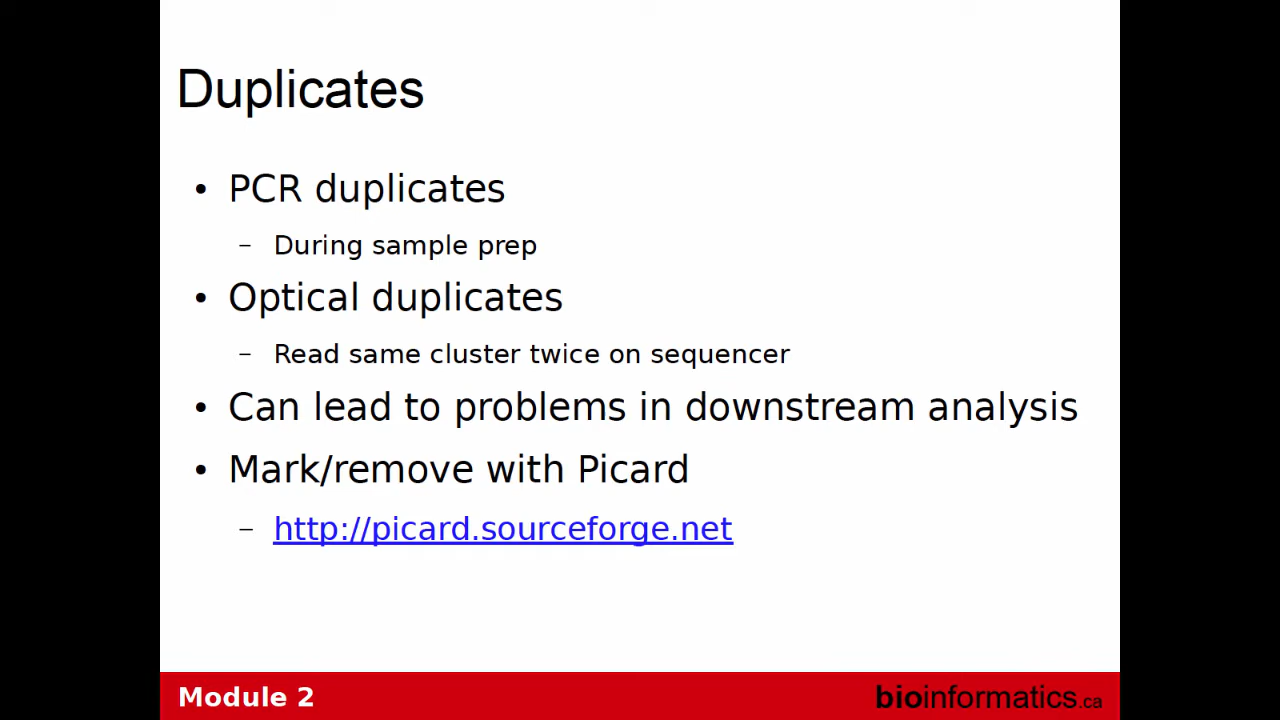 Duplicates
• PCR duplicates
– During sample prep
• Optical duplicates
– Read same cluster twice on sequencer
• Can lead to problems in downstream analysis
• Mark/remove with Picard
– http://picard.sourceforge.net
Module 2
bioinformatics.ca